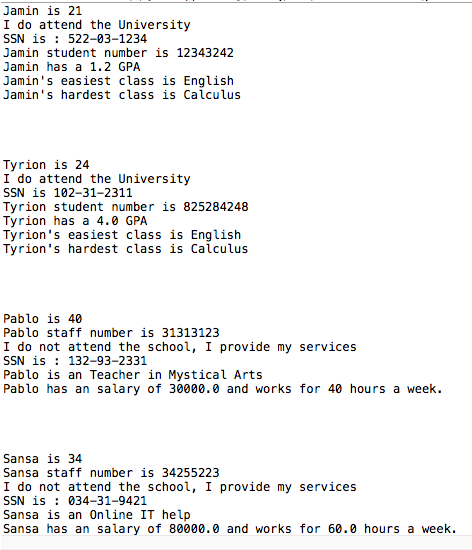 Jamin is 21
I do attend the University
SSN is : 522-03-1234
Jamin student number is 12343242
Jamin has a 1.2 GPA
Jamin's easiest class is English
Jamin's hardest class is Calculus
Tyrion is 24
I do attend the University
SSN is 102-31-2311
Tyrion student number is 825284248
Tyrion has a 4.0 GPA
Tyrion's easiest class is English
Tyrion's hardest class is Calculus
Pablo is 40
Pablo staff number is 31313123
I do not attend the school, I provide my services
SSN is : 132-93-2331
Pablo is an Teacher in Mystical Arts
Pablo has an salary of 30000.0 and works for 40 hours a week.
Sansa is 34
Sansa staff number is 34255223
I do not attend the school, I provide my services
SSN is : 034-31-9421
Sansa is an Online IT help
Sansa has an salary of 80000.0 and works for 60.0 hours a week.